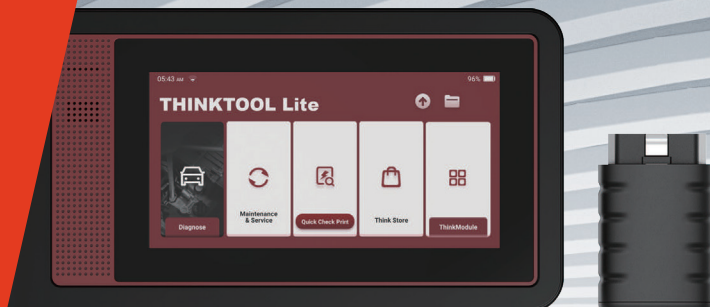 05:43 AM
96%
THINKTOOL Lite
Diagnose
Maintenance
& Service
Quick Check Print
Think Store
ThinkModule